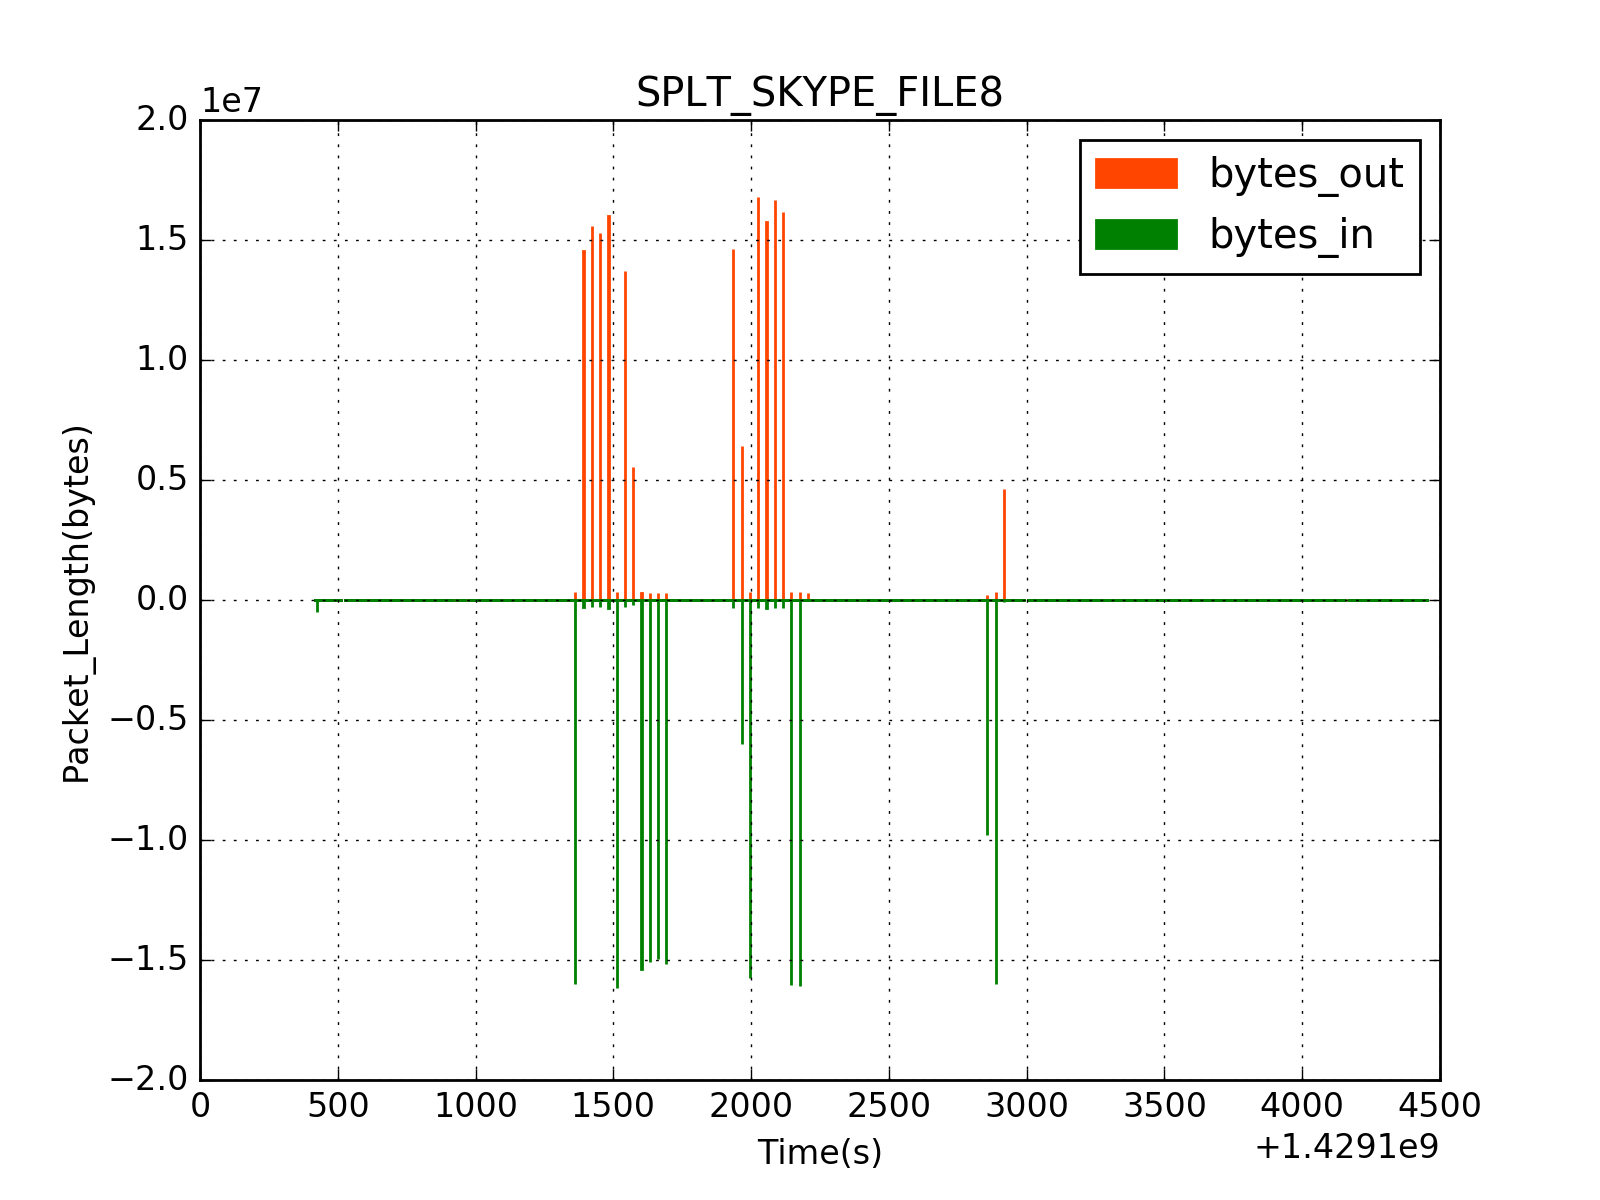 SPLT_SKYPE_FILE8
1e7
2.0
1.5
1.0
0.5
0.0
−0.5
−1.0
−1.5
−2.0
Packet_Length(bytes)
bytes_out
bytes_in
0 500 1000 1500 2000 2500 3000 3500 4000 4500
+1.4291e9
Time(s)